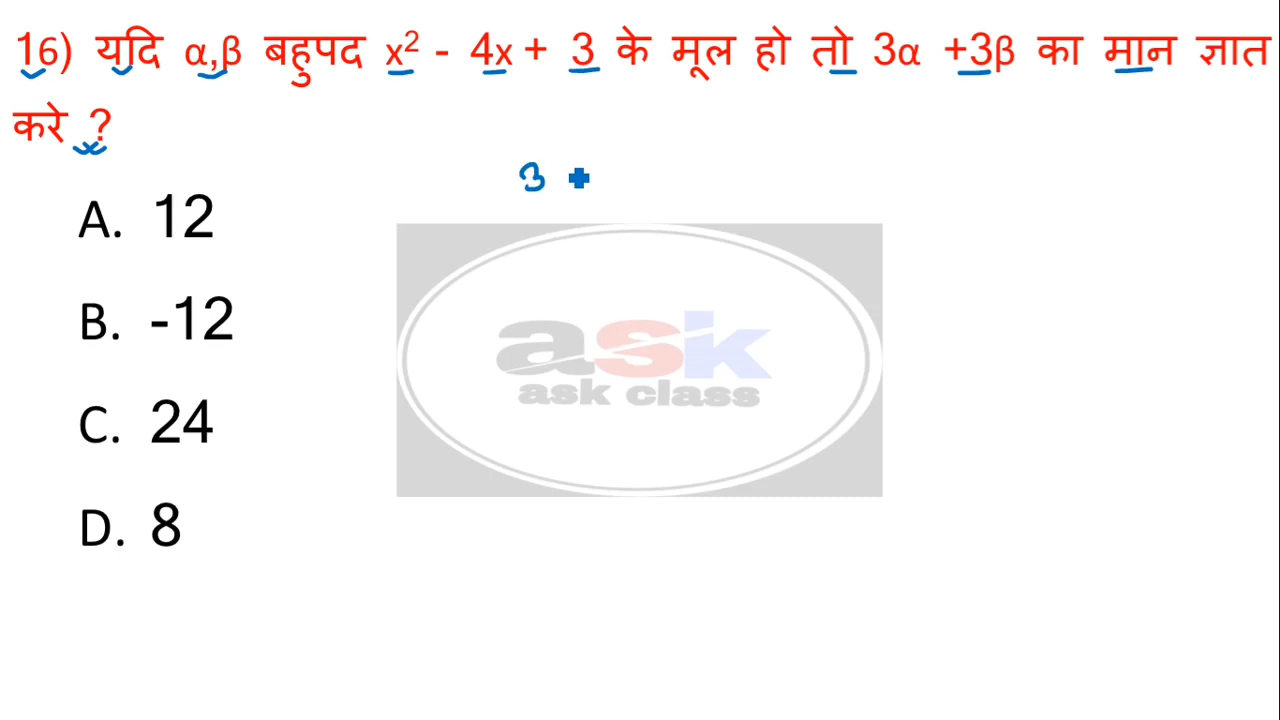 16) यदि α,β बहुपद x² - 4x + 3 के मूल हो तो 3α +3β का मान ज्ञात
करे ?
3 +
A. 12
B. -12
C. 24
D. 8
ask
ask class